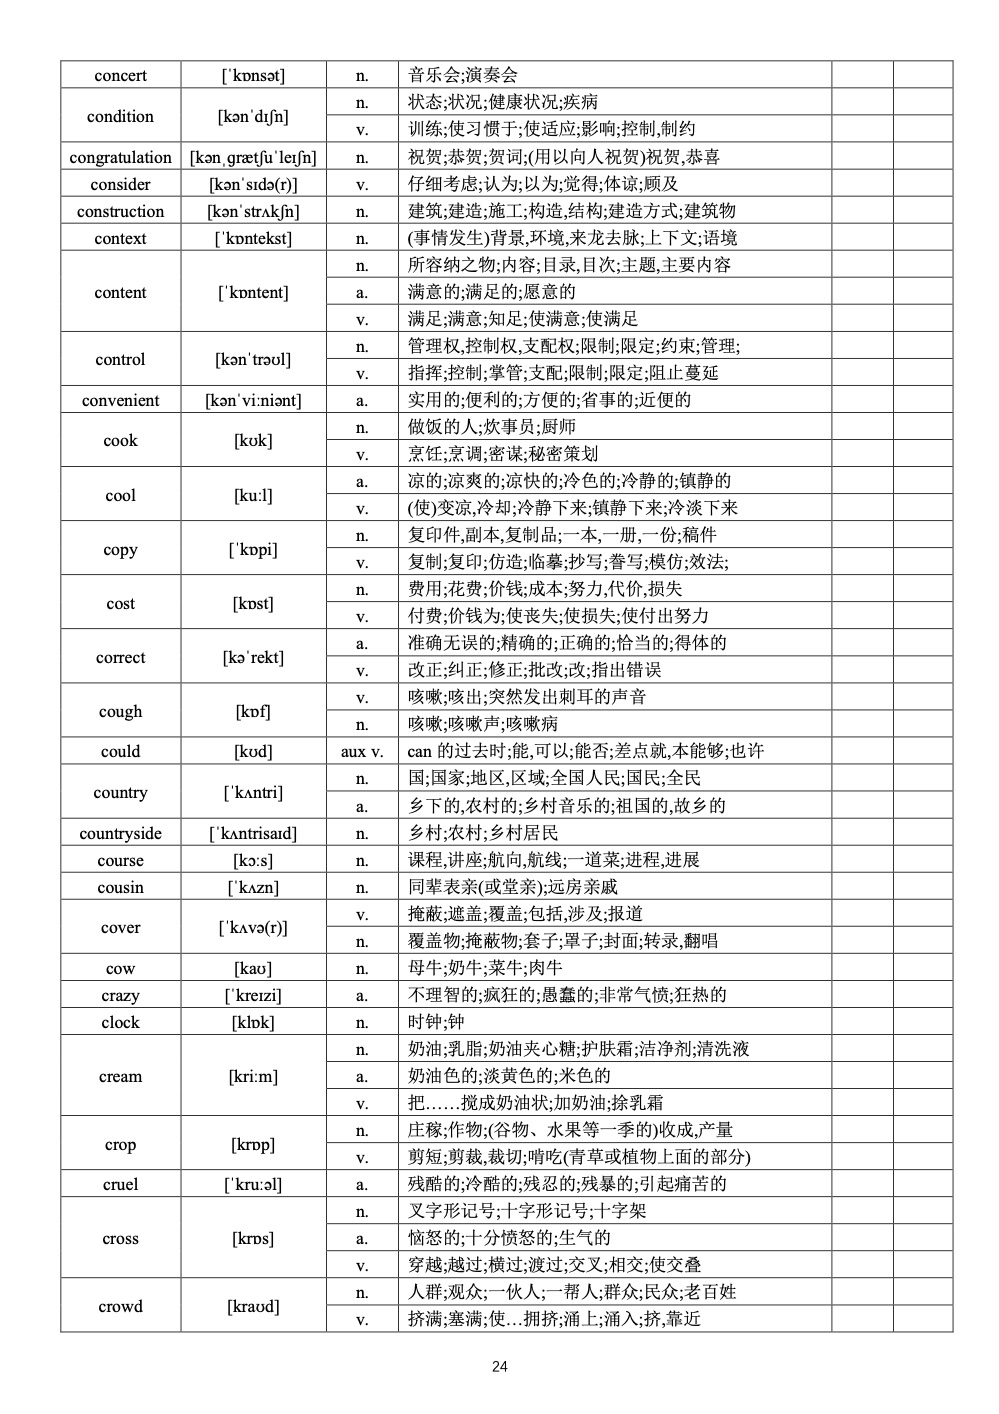 concert [ˈkɒnsət] n. 音乐会;演奏会
condition [kənˈdɪʃn] n. 状态;状况;健康状况;疾病
v. 训练;使习惯于;使适应;影响;控制,制约
congratulation [kənˌɡrætʃuˈleɪʃn] n. 祝贺;恭贺;贺词;(用以向人祝贺)祝贺,恭喜
consider [kənˈsɪdə(r)] v. 仔细考虑;认为;以为;觉得;体谅;顾及
construction [kənˈstrʌkʃn] n. 建筑;建造;施工;构造,结构;建造方式;建筑物
context [ˈkɒntekst] n. (事情发生)背景,环境,来龙去脉;上下文;语境
content [ˈkɒntent] n. 所容纳之物;内容;目录,目次;主题,主要内容
a. 满意的;满足的;愿意的
v. 满足;满意;知足;使满意;使满足
control [kənˈtrəʊl] n. 管理权,控制权,支配权;限制;限定;约束;管理;
v. 指挥;控制;掌管;支配;限制;限定;阻止蔓延
convenient [kənˈviːniənt] a. 实用的;便利的;方便的;省事的;近便的
cook [kʊk] n. 做饭的人;炊事员;厨师
v. 烹饪;烹调;密谋;秘密策划
cool [kuːl] a. 凉的;凉爽的;凉快的;冷色的;冷静的;镇静的
v. (使)变凉,冷却;冷静下来;镇静下来;冷淡下来
copy [ˈkɒpi] n. 复印件,副本,复制品;一本,一册,一份;稿件
v. 复制;复印;仿造;临摹;抄写;誊写;模仿;效法;
cost [kɒst] n. 费用;花费;价钱;成本;努力,代价,损失
v. 付费;价钱为;使丧失;使损失;使付出努力
correct [kəˈrekt] a. 准确无误的;精确的;正确的;恰当的;得体的
v. 改正;纠正;修正;批改;改;指出错误
cough [kɒf] v. 咳嗽;咳出;突然发出刺耳的声音
n. 咳嗽;咳嗽声;咳嗽病
could [kʊd] aux v. can 的过去时;能,可以;能否;差点就,本能够;也许
country [ˈkʌntri] n. 国;国家;地区,区域;全国人民;国民;全民
a. 乡下的,农村的;乡村音乐的;祖国的,故乡的
countryside [ˈkʌntrisaɪd] n. 乡村;农村;乡村居民
course [kɔːs] n. 课程,讲座;航向,航线;一道菜;进程,进展
cousin [ˈkʌzn] n. 同辈表亲(或堂亲);远房亲戚
cover [ˈkʌvə(r)] v. 掩蔽;遮盖;覆盖;包括,涉及;报道
n. 覆盖物;掩蔽物;套子;罩子;封面;转录,翻唱
cow [kaʊ] n. 母牛;奶牛;菜牛;肉牛
crazy [ˈkreɪzi] a. 不理智的;疯狂的;愚蠢的;非常气愤;狂热的
clock [klɒk] n. 时钟;钟
cream [kriːm] n. 奶油;乳脂;奶油夹心糖;护肤霜;洁净剂;清洗液
a. 奶油色的;淡黄色的;米色的
v. 把……搅成奶油状;加奶油;捈乳霜
crop [krɒp] n. 庄稼;作物;(谷物、水果等一季的)收成,产量
v. 剪短;剪裁,裁切;啃吃(青草或植物上面的部分)
cruel [ˈkruːəl] a. 残酷的;冷酷的;残忍的;残暴的;引起痛苦的
cross [krɒs] n. 叉字形记号;十字形记号;十字架
a. 恼怒的;十分愤怒的;生气的
v. 穿越;越过;横过;渡过;交叉;相交;使交叠
crowd [kraʊd] n. 人群;观众;一伙人;一帮人;群众;民众;老百姓
v. 挤满;塞满;使…拥挤;涌上;涌入;挤,靠近
24